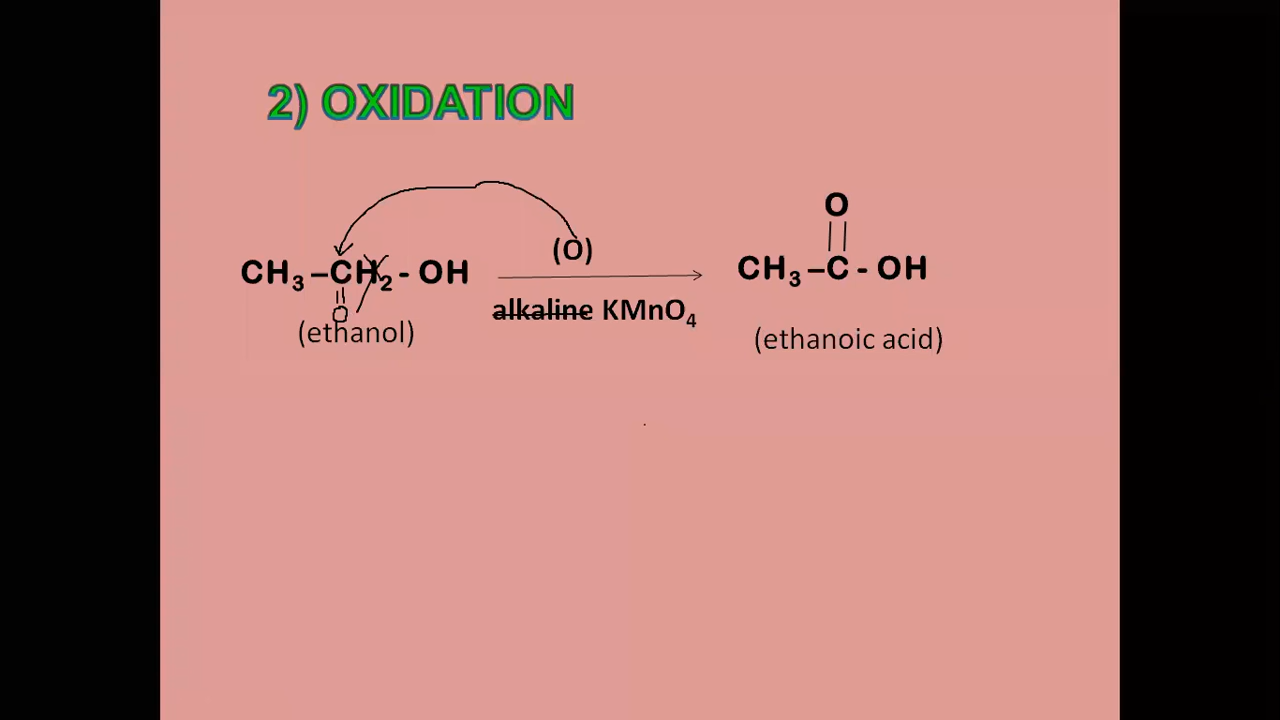 2) OXIDATION
O
(O)
CH₃ –CH₂ - OH
CH₃ –C - OH
O
alkaline KMnO₄
(ethanol)
(ethanoic acid)